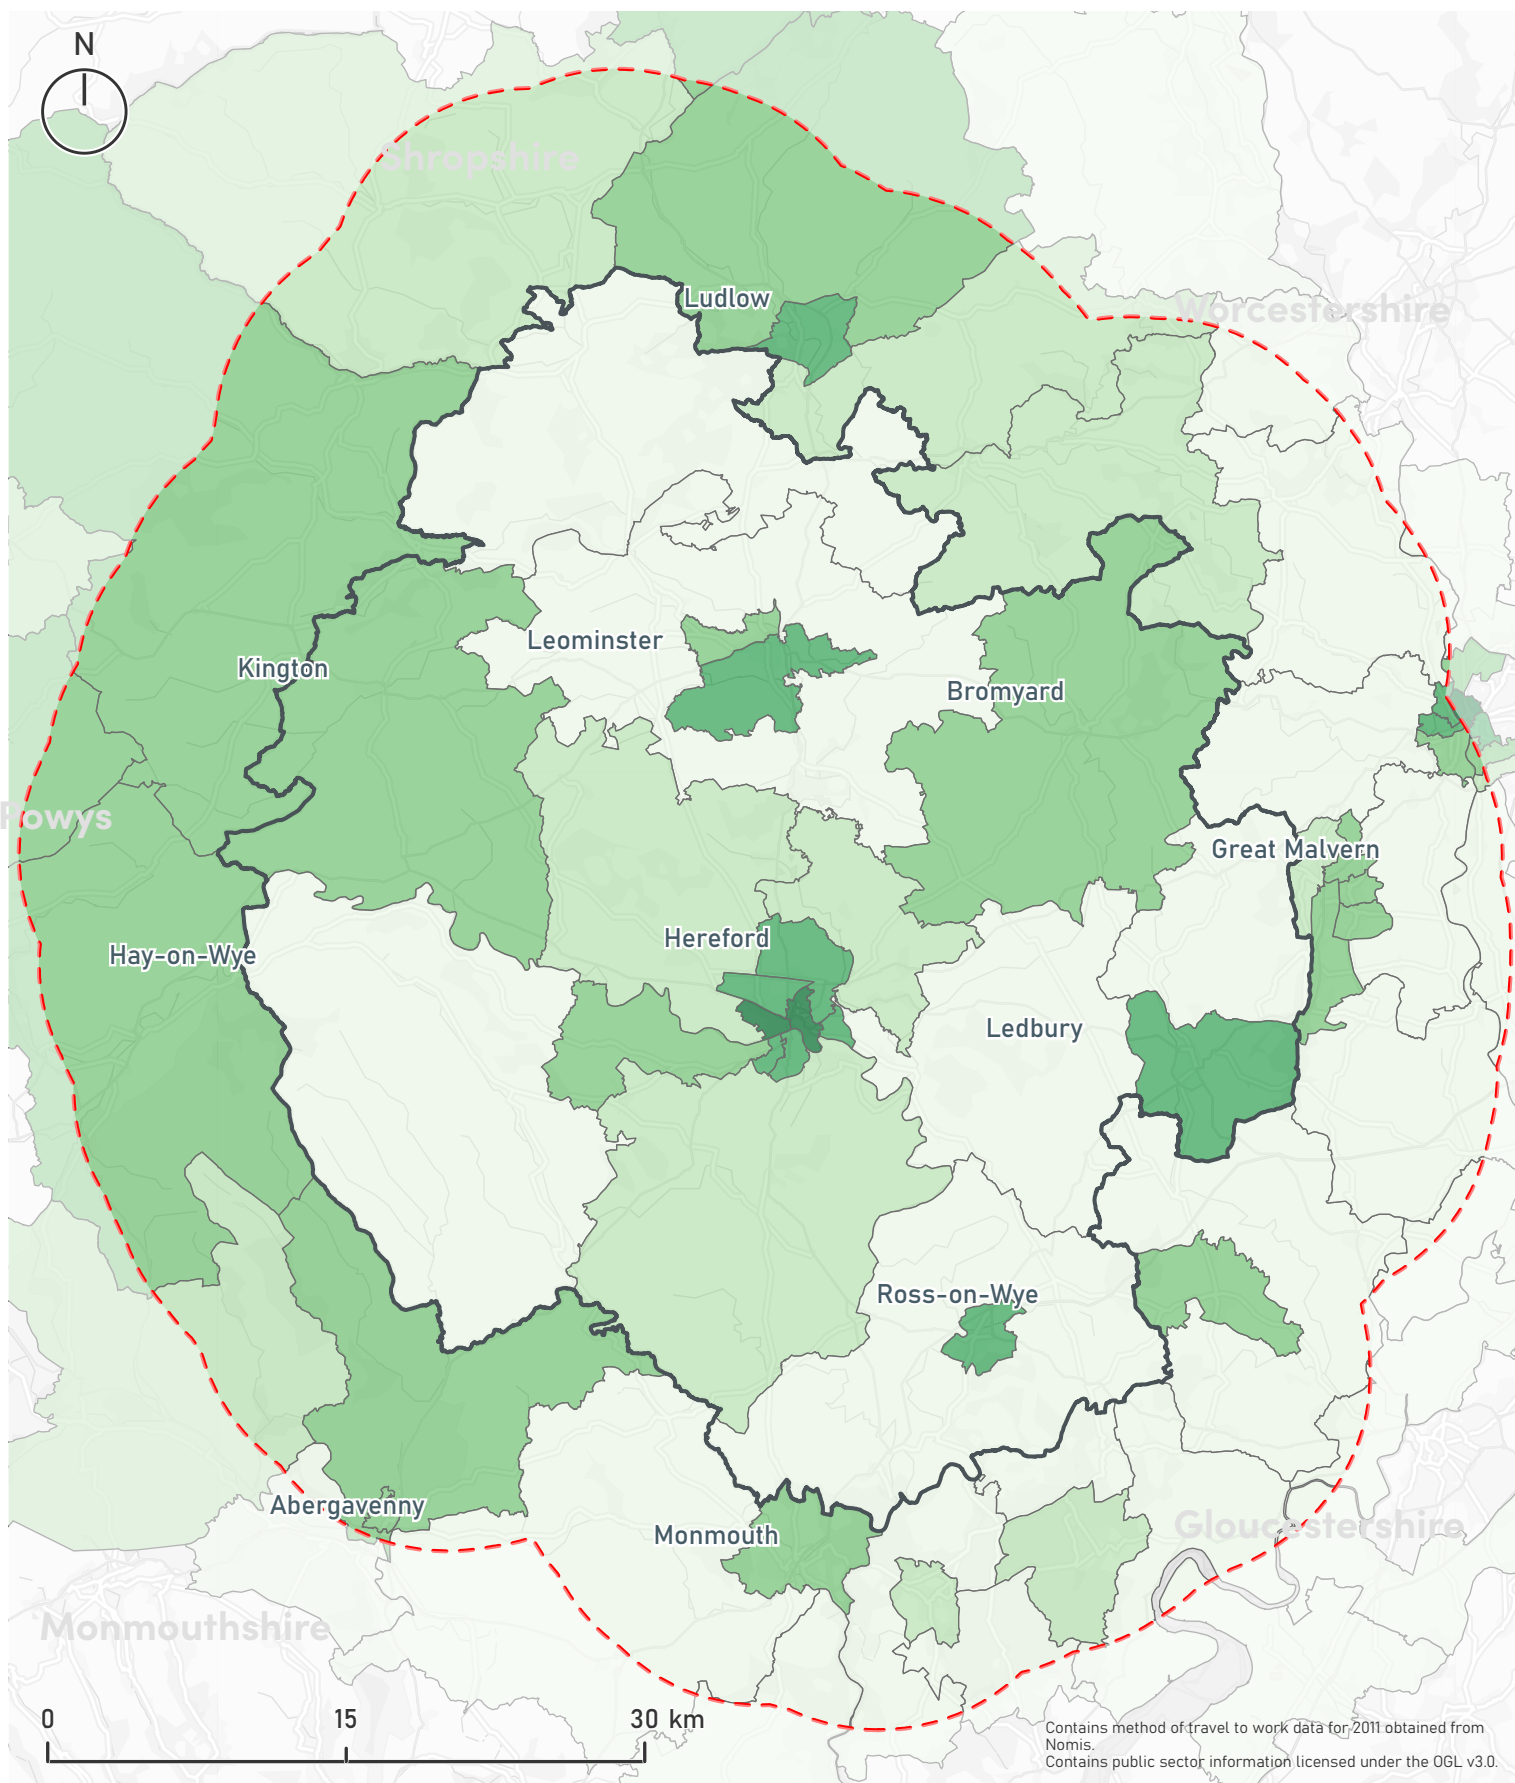 N
Shropshire
Ludlow
Worcestershire
Leominster
Kington
Bromyard
Powys
Great Malvern
Hereford
Hay-on-Wye
Ledbury
Ross-on-Wye
Abergavenny
Monmouth
Gloucestershire
Monmouthshire
0 15 30 km
Contains method of travel to work data for 2011 obtained from
Nomis.
Contains public sector information licensed under the OGL v3.0.